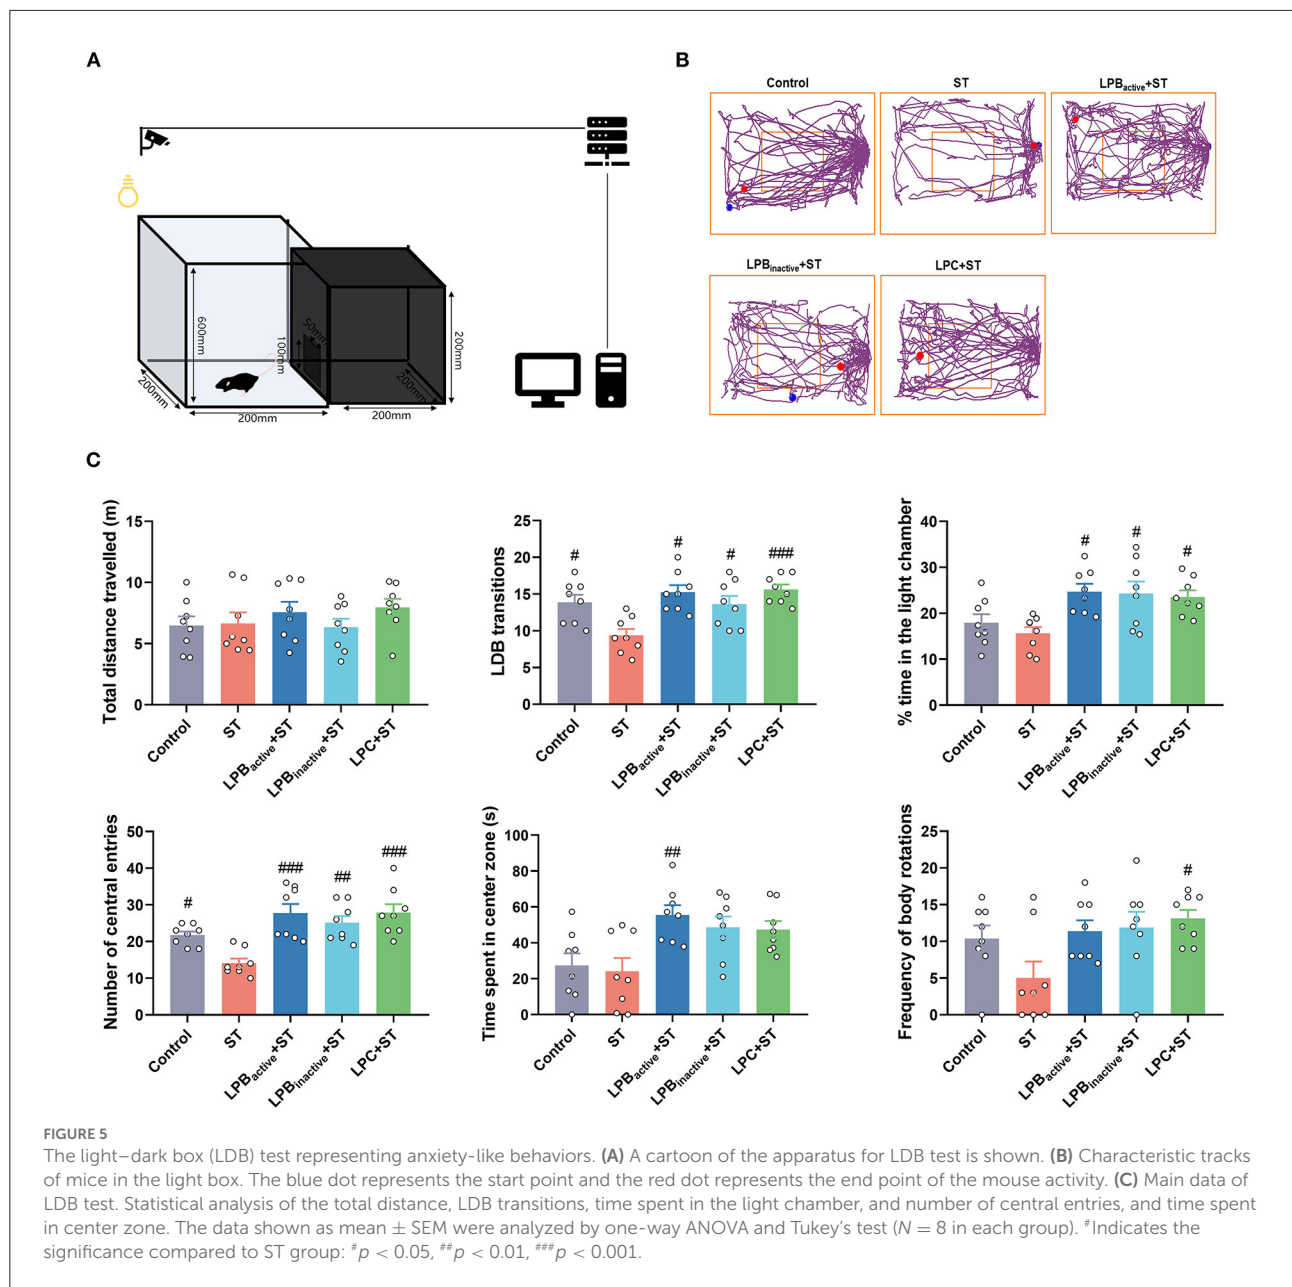 A
600mm
50mm
100mm
200mm
200mm
200mm
200mm
200mm
B
Control
ST
LPBactive+ST
LPBinactive+ST
LPC+ST
C
Total distance travelled (m)
15
10
5
0
Control
ST
LPBactive+ST
LPBinactive+ST
LPC+ST
LDB transitions
25
20
15
10
5
0
#
#
#
###
Control
ST
LPBactive+ST
LPBinactive+ST
LPC+ST
% time in the light chamber
40
30
20
10
0
#
#
#
Control
ST
LPBactive+ST
LPBinactive+ST
LPC+ST
Number of central entries
50
40
30
20
10
0
#
###
##
###
Control
ST
LPBactive+ST
LPBinactive+ST
LPC+ST
Time spent in center zone (s)
100
80
60
40
20
0
##
Control
ST
LPBactive+ST
LPBinactive+ST
LPC+ST
Frequency of body rotations
25
20
15
10
5
0
#
Control
ST
LPBactive+ST
LPBinactive+ST
LPC+ST
FIGURE 5
The light–dark box (LDB) test representing anxiety-like behaviors. (A) A cartoon of the apparatus for LDB test is shown. (B) Characteristic tracks
of mice in the light box. The blue dot represents the start point and the red dot represents the end point of the mouse activity. (C) Main data of
LDB test. Statistical analysis of the total distance, LDB transitions, time spent in the light chamber, and number of central entries, and time spent
in center zone. The data shown as mean ± SEM were analyzed by one-way ANOVA and Tukey's test (N = 8 in each group). #Indicates the
significance compared to ST group: #p < 0.05, ##p < 0.01, ###p < 0.001.